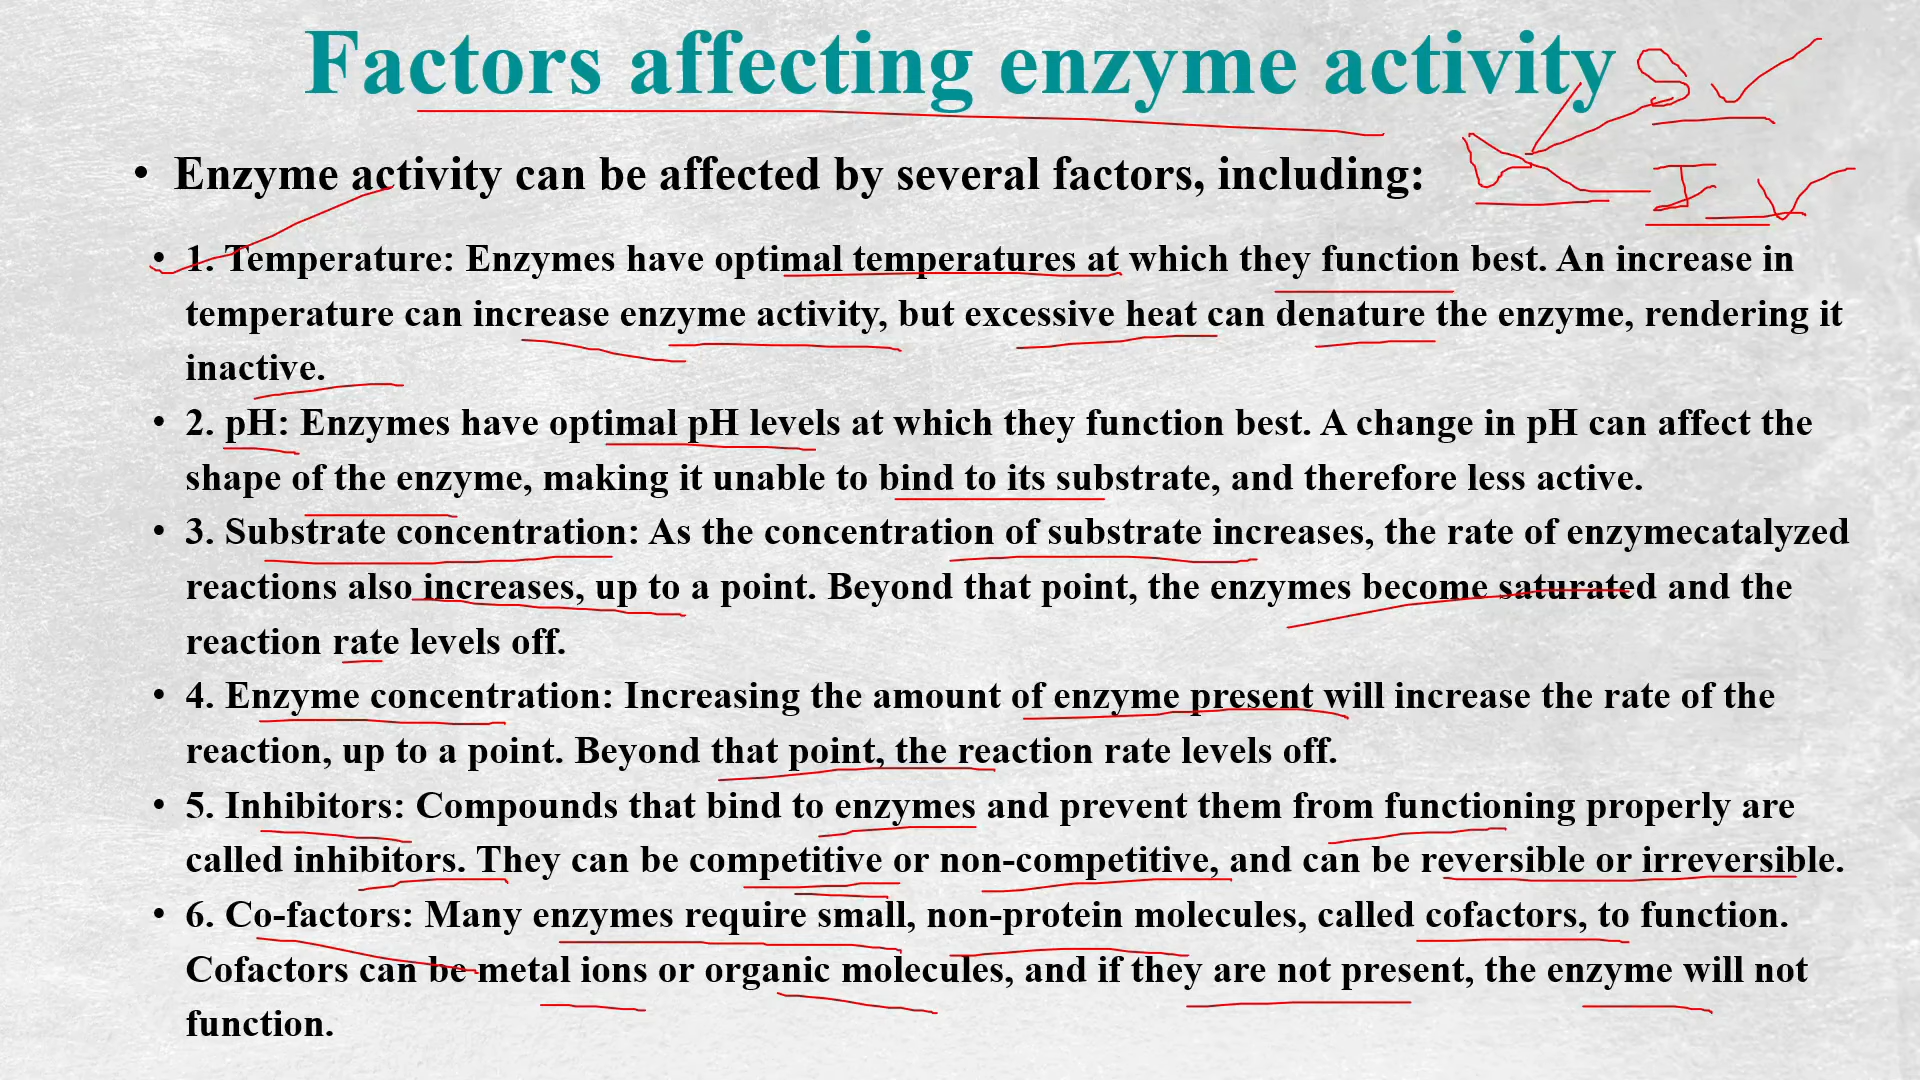 Factors affecting enzyme activity
S
I
• Enzyme activity can be affected by several factors, including:
• 1. Temperature: Enzymes have optimal temperatures at which they function best. An increase in
temperature can increase enzyme activity, but excessive heat can denature the enzyme, rendering it
inactive.
• 2. pH: Enzymes have optimal pH levels at which they function best. A change in pH can affect the
shape of the enzyme, making it unable to bind to its substrate, and therefore less active.
• 3. Substrate concentration: As the concentration of substrate increases, the rate of enzymecatalyzed
reactions also increases, up to a point. Beyond that point, the enzymes become saturated and the
reaction rate levels off.
• 4. Enzyme concentration: Increasing the amount of enzyme present will increase the rate of the
reaction, up to a point. Beyond that point, the reaction rate levels off.
• 5. Inhibitors: Compounds that bind to enzymes and prevent them from functioning properly are
called inhibitors. They can be competitive or non-competitive, and can be reversible or irreversible.
• 6. Co-factors: Many enzymes require small, non-protein molecules, called cofactors, to function.
Cofactors can be metal ions or organic molecules, and if they are not present, the enzyme will not
function.